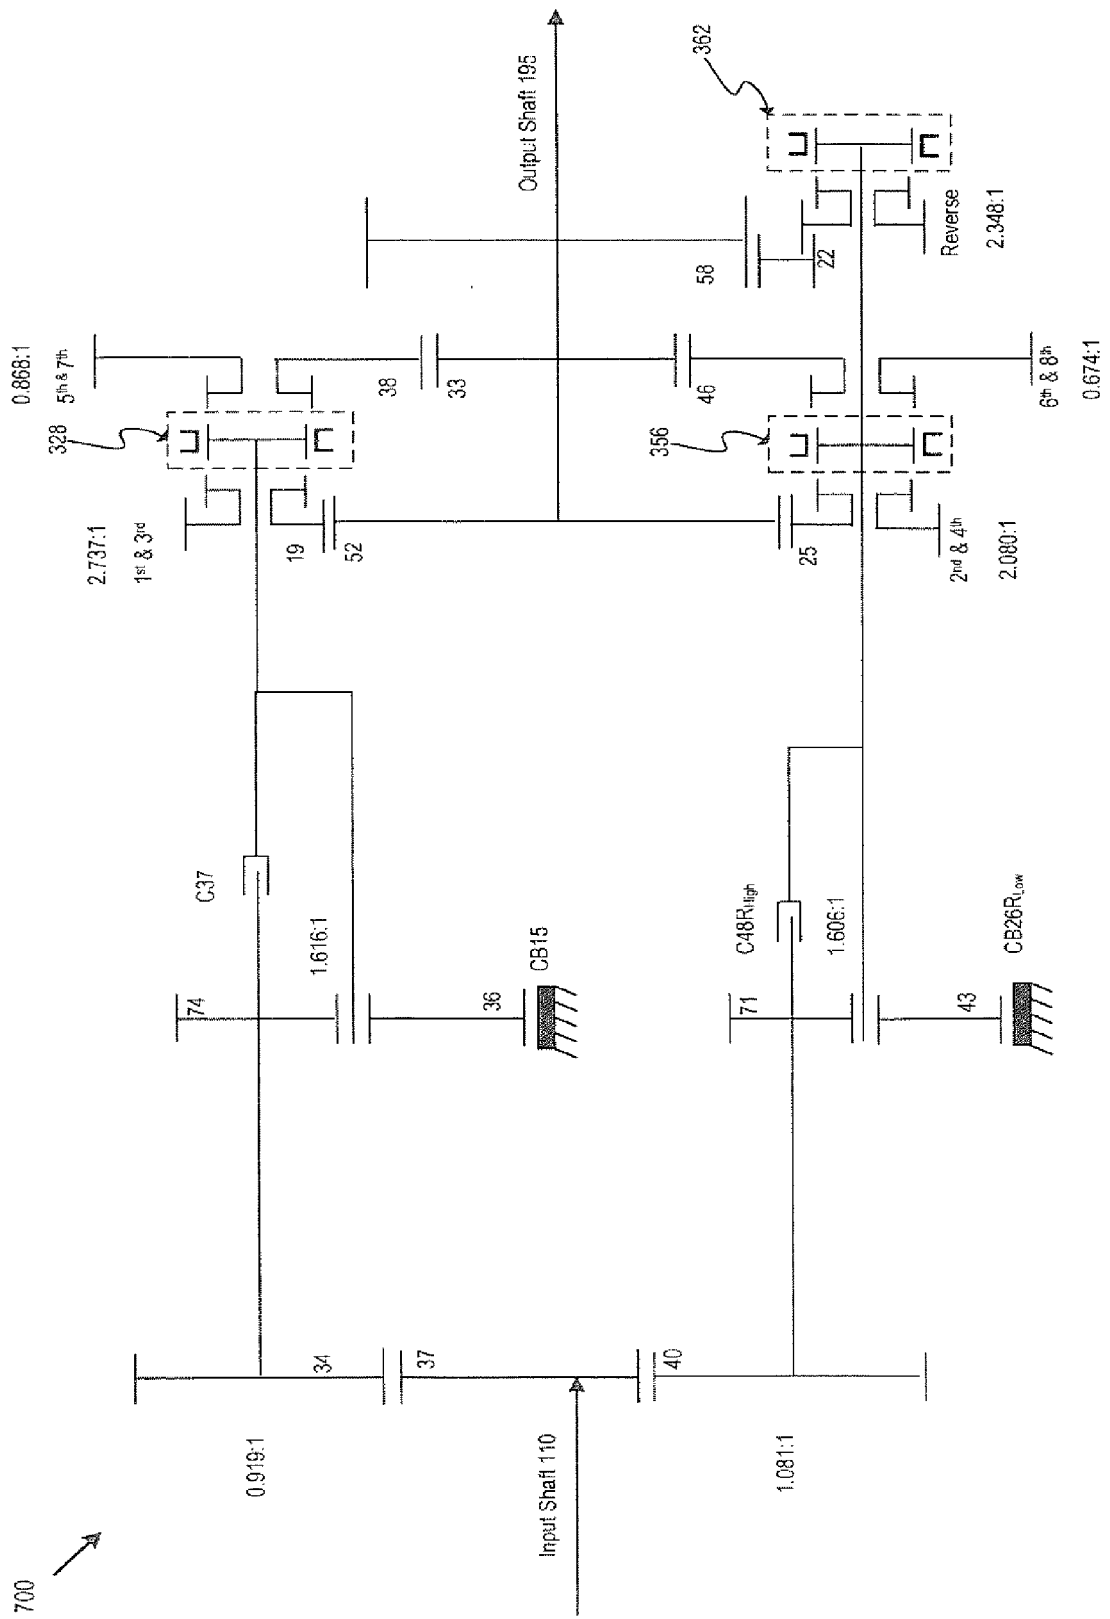 700
0.919:1
34
37
Input Shaft 110
40
1.081:1
74
1.616:1
C37
36
CB15
71
C48RHigh
1.606:1
43
CB26RLow
2.737:1
1st & 3rd
19
52
328
0.868:1
5th & 7th
38
33
25
2nd & 4th
2.080:1
356
46
6th & 8th
0.674:1
Output Shaft 195
58
22
Reverse
2.348:1
362